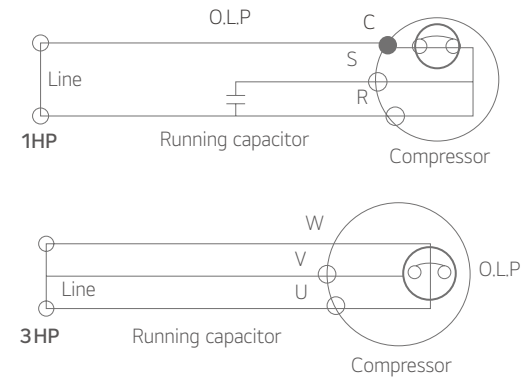 O.L.P
C
S
Line
R
1HP
Running capacitor
Compressor
W
V
O.L.P
U
Line
3HP
Running capacitor
Compressor